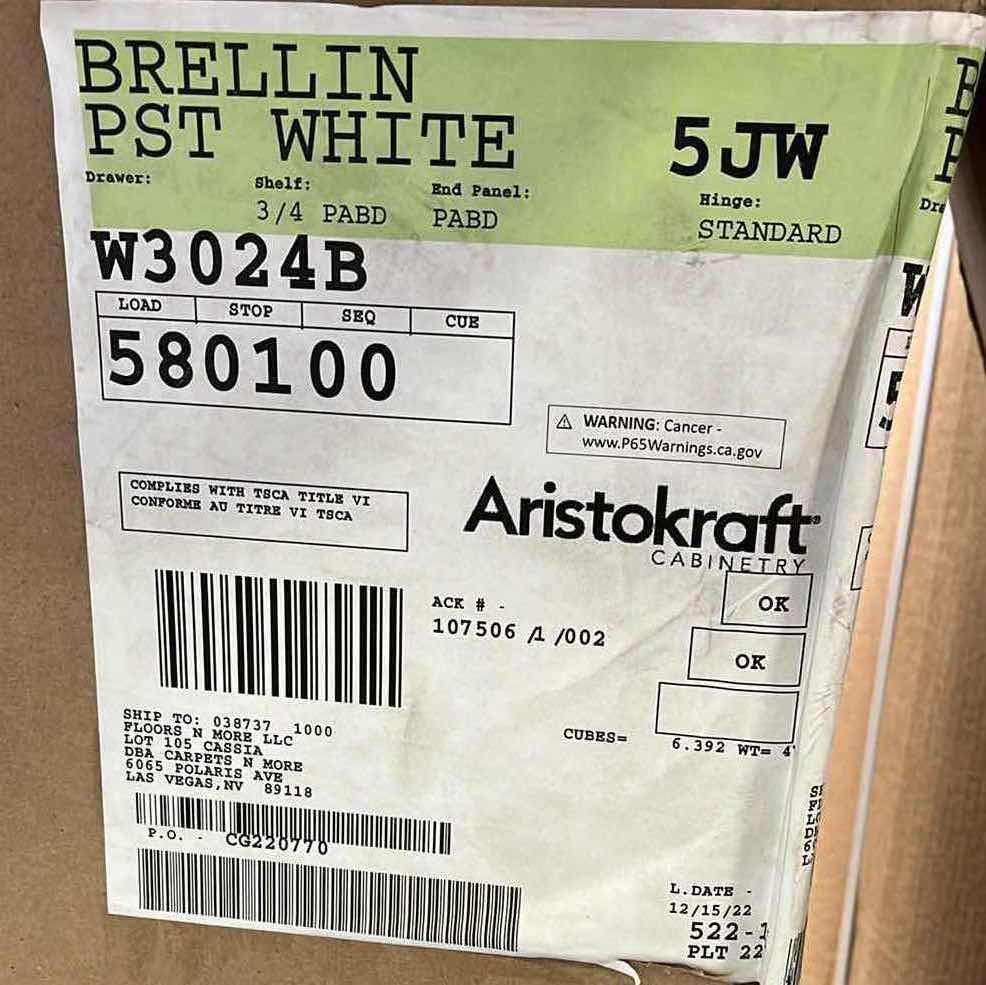 BRELLIN
PST WHITE
5JW
Drawer:
Shelf:
End Panel:
Hinge:
3/4 PABD
PABD
STANDARD
W3024B
LOAD STOP SEQ CUE
580100
⚠ WARNING: Cancer -
www.P65Warnings.ca.gov
COMPLIES WITH TSCA TITLE VI
CONFORME AU TITRE VI TSCA
Aristokraft®
CABINETRY
OK
ACK # -
107506 /1 /002
OK
SHIP TO: 038737 1000
FLOORS N MORE LLC
LOT 105 CASSIA
DBA CARPETS N MORE
6065 POLARIS AVE
LAS VEGAS,NV 89118
CUBES= 6.392 WT=
P.O. - CG220770
L.DATE -
12/15/22
522-
PLT 22